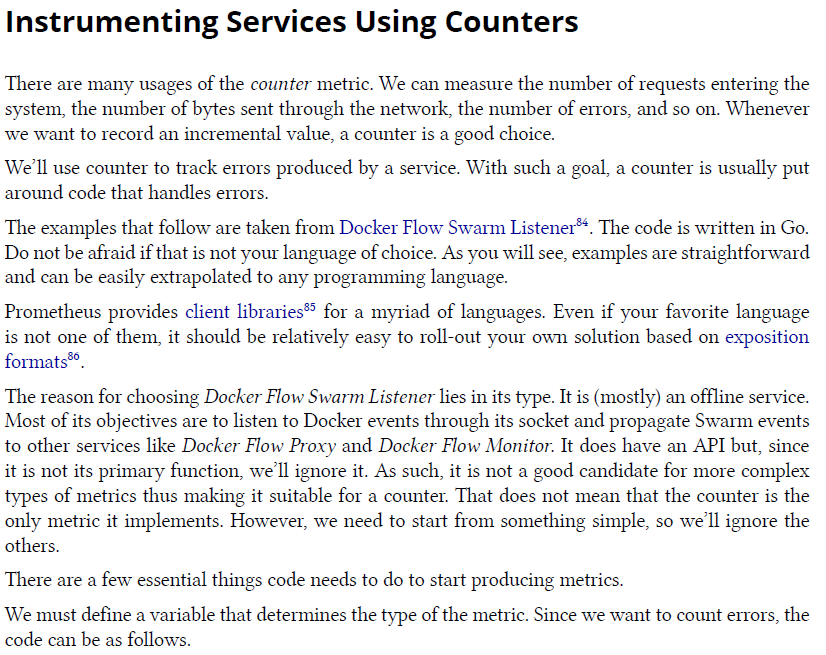 Instrumenting Services Using Counters
There are many usages of the counter metric. We can measure the number of requests entering the
system, the number of bytes sent through the network, the number of errors, and so on. Whenever
we want to record an incremental value, a counter is a good choice.
We’ll use counter to track errors produced by a service. With such a goal, a counter is usually put
around code that handles errors.
The examples that follow are taken from Docker Flow Swarm Listener⁸⁴. The code is written in Go.
Do not be afraid if that is not your language of choice. As you will see, examples are straightforward
and can be easily extrapolated to any programming language.
Prometheus provides client libraries⁸⁵ for a myriad of languages. Even if your favorite language
is not one of them, it should be relatively easy to roll-out your own solution based on exposition
formats⁸⁶.
The reason for choosing Docker Flow Swarm Listener lies in its type. It is (mostly) an offline service.
Most of its objectives are to listen to Docker events through its socket and propagate Swarm events
to other services like Docker Flow Proxy and Docker Flow Monitor. It does have an API but, since
it is not its primary function, we’ll ignore it. As such, it is not a good candidate for more complex
types of metrics thus making it suitable for a counter. That does not mean that the counter is the
only metric it implements. However, we need to start from something simple, so we’ll ignore the
others.
There are a few essential things code needs to do to start producing metrics.
We must define a variable that determines the type of the metric. Since we want to count errors, the
code can be as follows.